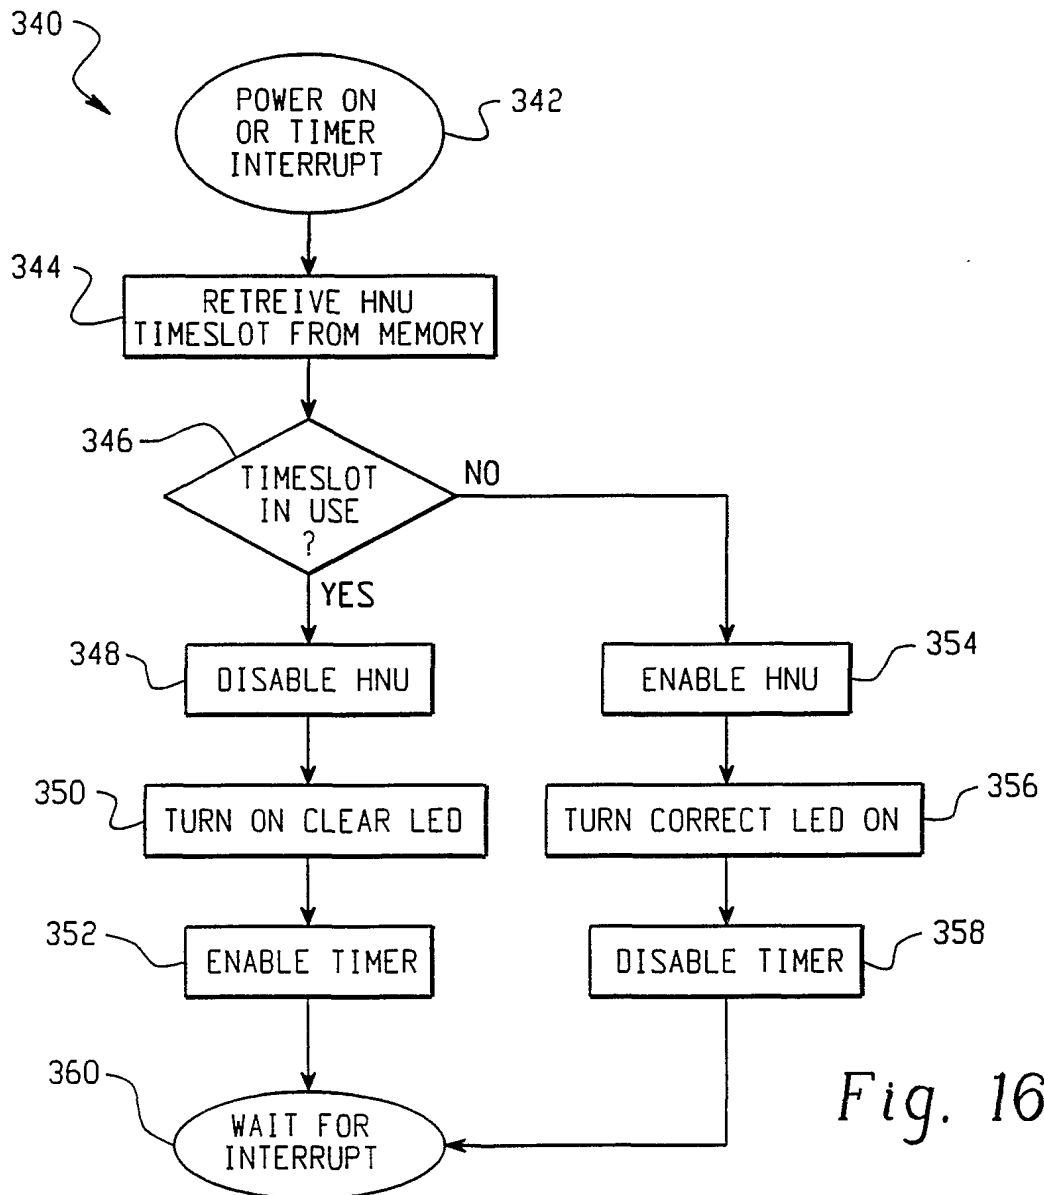 340
POWER ON
OR TIMER
INTERRUPT
342
344
RETREIVE HNU
TIMESLOT FROM MEMORY
346
TIMESLOT
IN USE
?
NO
YES
348
DISABLE HNU
354
ENABLE HNU
350
TURN ON CLEAR LED
356
TURN CORRECT LED ON
352
ENABLE TIMER
358
DISABLE TIMER
360
WAIT FOR
INTERRUPT
Fig. 16